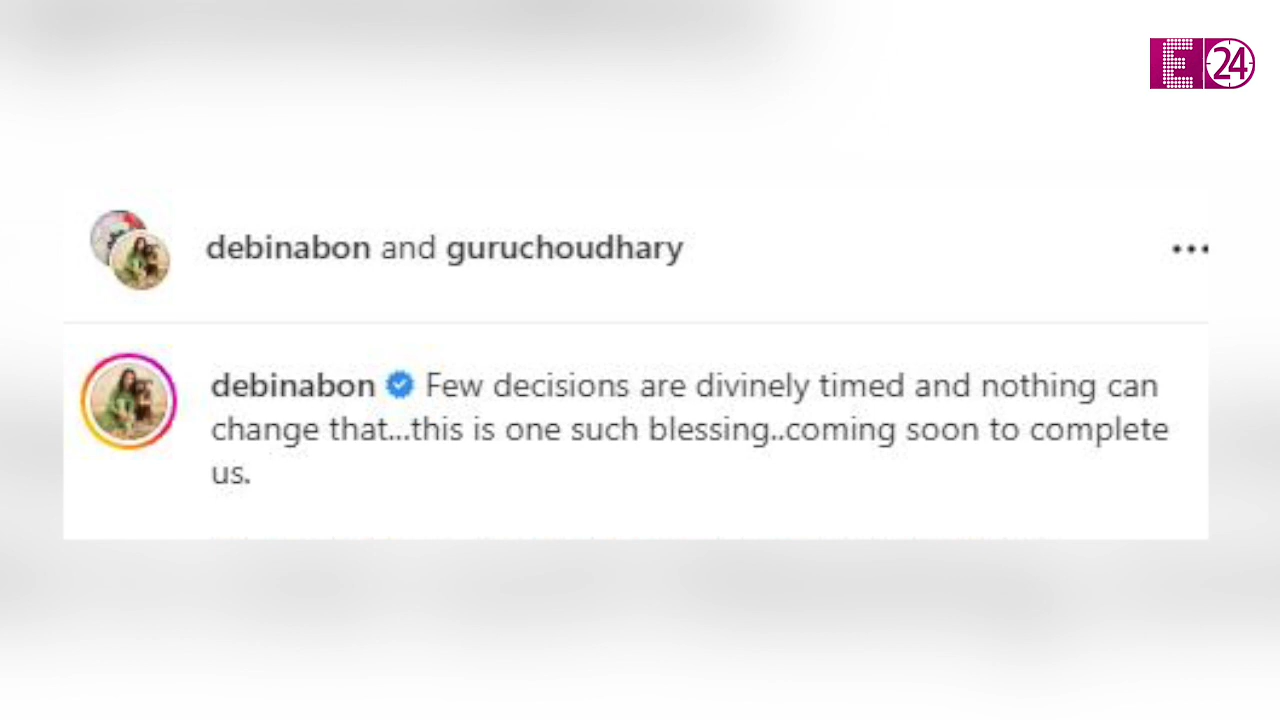 E24
debinabon and guruchoudhary
debinabon Few decisions are divinely timed and nothing can
change that...this is one such blessing..coming soon to complete
us.